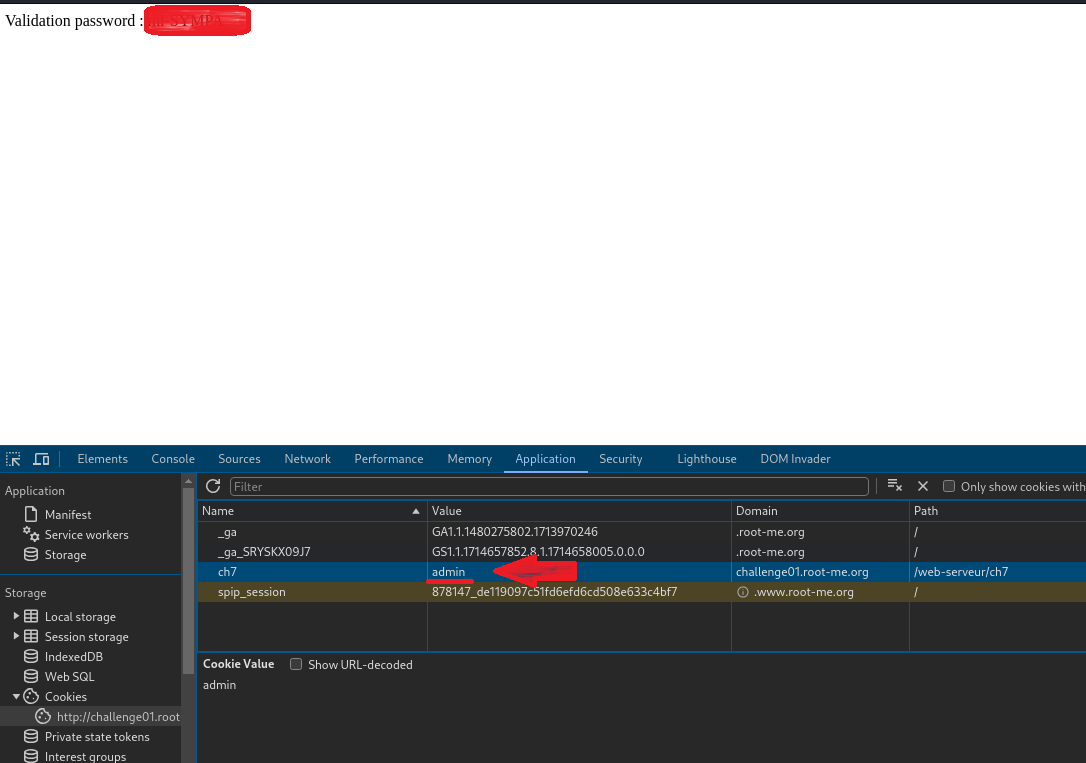 Validation password :
Elements Console Sources Network Performance Memory Application Security Lighthouse DOM Invader
Application
Manifest
Service workers
Storage
Storage
Local storage
Session storage
IndexedDB
Web SQL
Cookies
http://challenge01.root
Private state tokens
Interest groups
Filter Only show cookies with
Name Value Domain Path
_ga GA1.1.1480275802.1713970246 .root-me.org /
_ga_SRYSKX09J7 GS1.1.1714657852.8.1.1714658005.0.0.0 .root-me.org /
ch7 admin challenge01.root-me.org /web-serveur/ch7
spip_session 878147_de119097c51fd6efd6cd508e633c4bf7 .www.root-me.org /
Cookie Value Show URL-decoded
admin